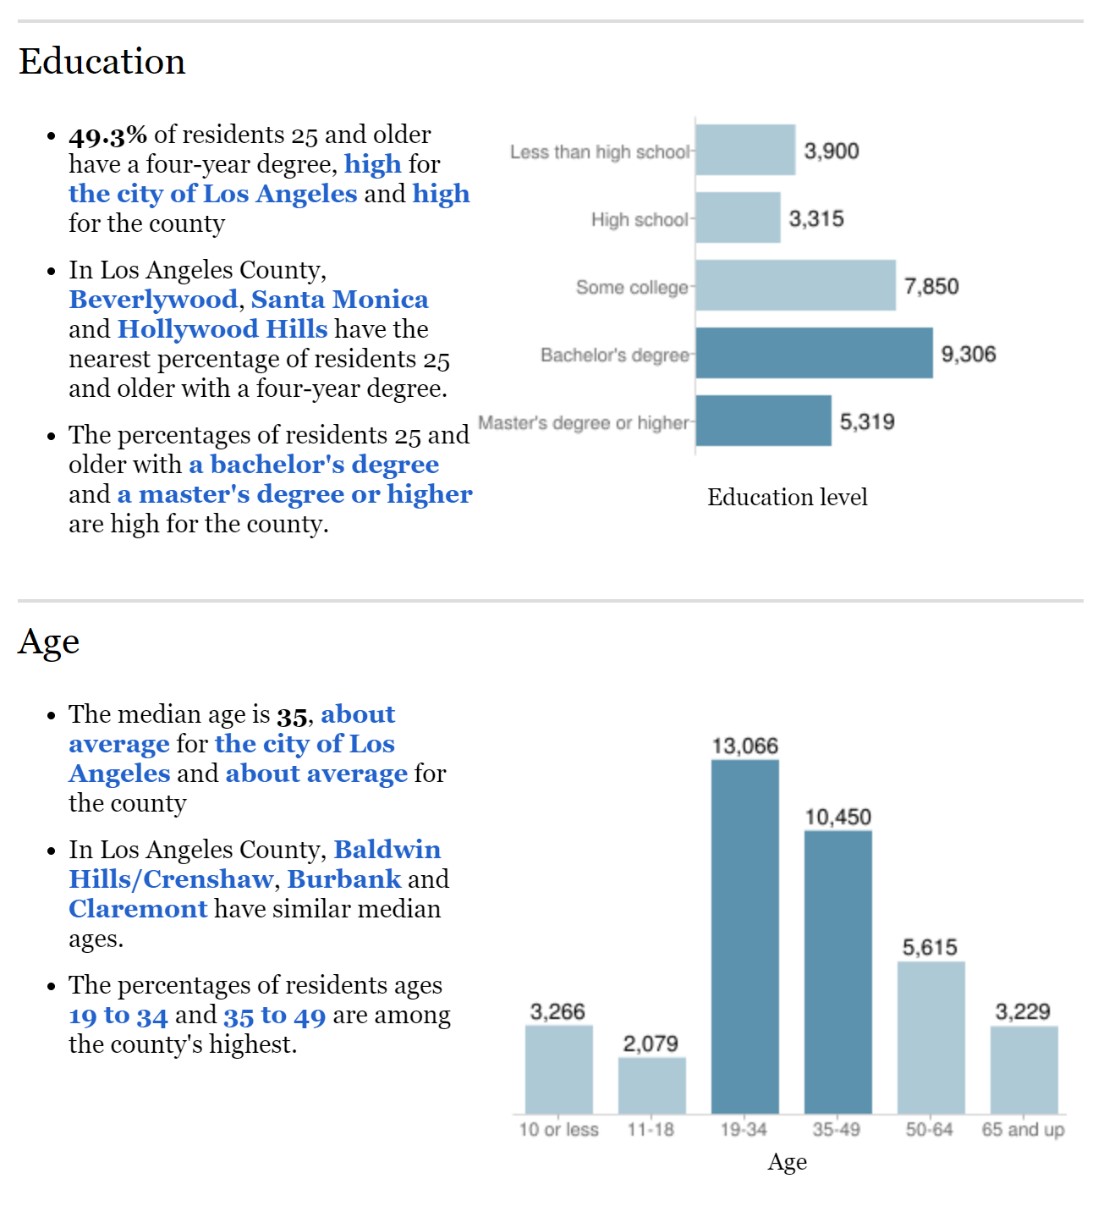 Education
• 49.3% of residents 25 and older
have a four-year degree, high for
the city of Los Angeles and high
for the county
• In Los Angeles County,
Beverlywood, Santa Monica
and Hollywood Hills have the
nearest percentage of residents 25
and older with a four-year degree.
• The percentages of residents 25 and
older with a bachelor's degree
and a master's degree or higher
are high for the county.
Less than high school 3,900
High school 3,315
Some college 7,850
Bachelor's degree 9,306
Master's degree or higher 5,319
Education level
Age
• The median age is 35, about
average for the city of Los
Angeles and about average for
the county
• In Los Angeles County, Baldwin
Hills/Crenshaw, Burbank and
Claremont have similar median
ages.
• The percentages of residents ages
19 to 34 and 35 to 49 are among
the county's highest.
13,066
10,450
5,615
3,266
3,229
2,079
10 or less 11-18 19-34 35-49 50-64 65 and up
Age